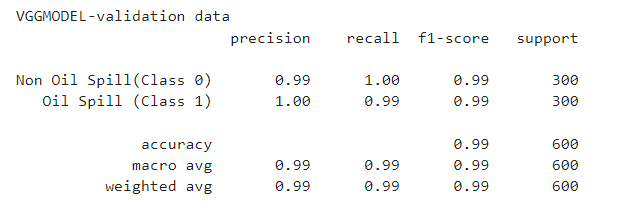 VGGMODEL-validation data
precision recall f1-score support
Non Oil Spill(Class 0) 0.99 1.00 0.99 300
Oil Spill (Class 1) 1.00 0.99 0.99 300
accuracy 0.99 600
macro avg 0.99 0.99 0.99 600
weighted avg 0.99 0.99 0.99 600